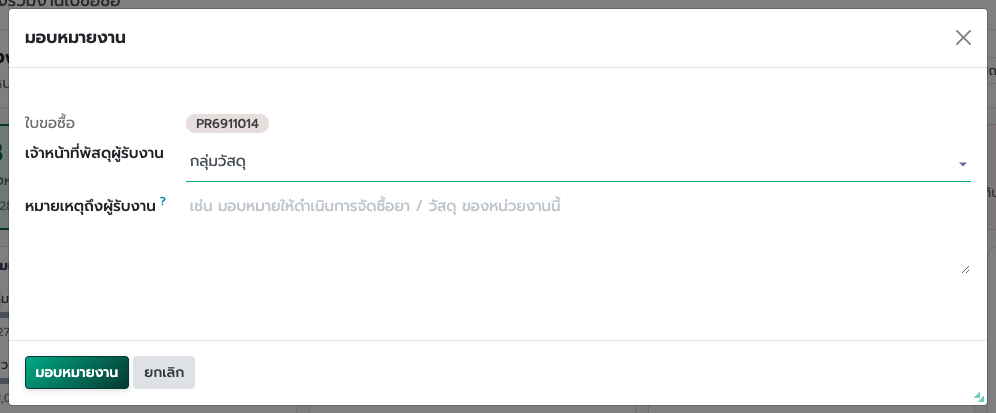 มอบหมายงาน
ใบขอซื้อ
PR6911014
เจ้าหน้าที่พัสดุผู้รับงาน
กลุ่มวัสดุ
หมายเหตุถึงผู้รับงาน ?
เช่น มอบหมายให้ดำเนินการจัดซื้อยา / วัสดุ ของหน่วยงานนี้
มอบหมายงาน
ยกเลิก